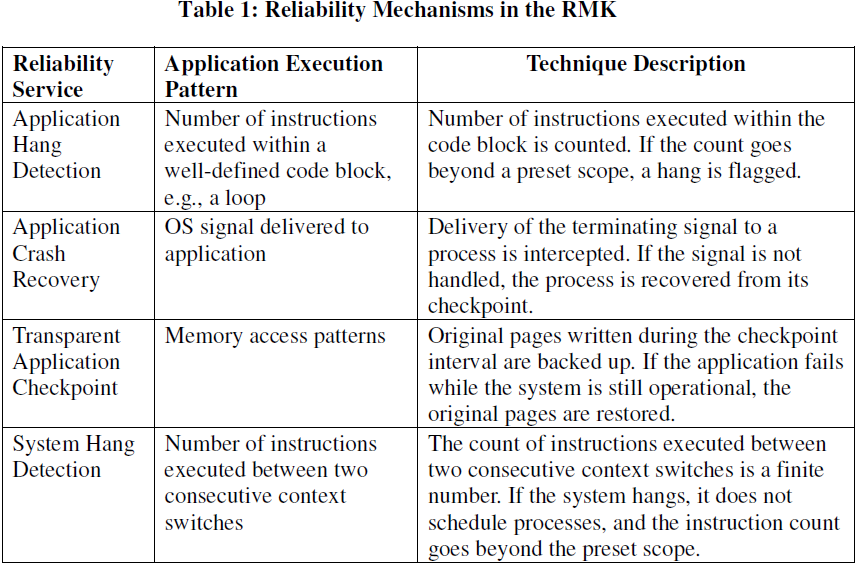 Table 1: Reliability Mechanisms in the RMK
Reliability
Service
Application Execution
Pattern
Technique Description
Application
Hang
Detection
Number of instructions
executed within a
well-defined code block,
e.g., a loop
Number of instructions executed within the
code block is counted. If the count goes
beyond a preset scope, a hang is flagged.
Application
Crash
Recovery
OS signal delivered to
application
Delivery of the terminating signal to a
process is intercepted. If the signal is not
handled, the process is recovered from its
checkpoint.
Transparent
Application
Checkpoint
Memory access patterns
Original pages written during the checkpoint
interval are backed up. If the application fails
while the system is still operational, the
original pages are restored.
System Hang
Detection
Number of instructions
executed between two
consecutive context
switches
The count of instructions executed between
two consecutive context switches is a finite
number. If the system hangs, it does not
schedule processes, and the instruction count
goes beyond the preset scope.